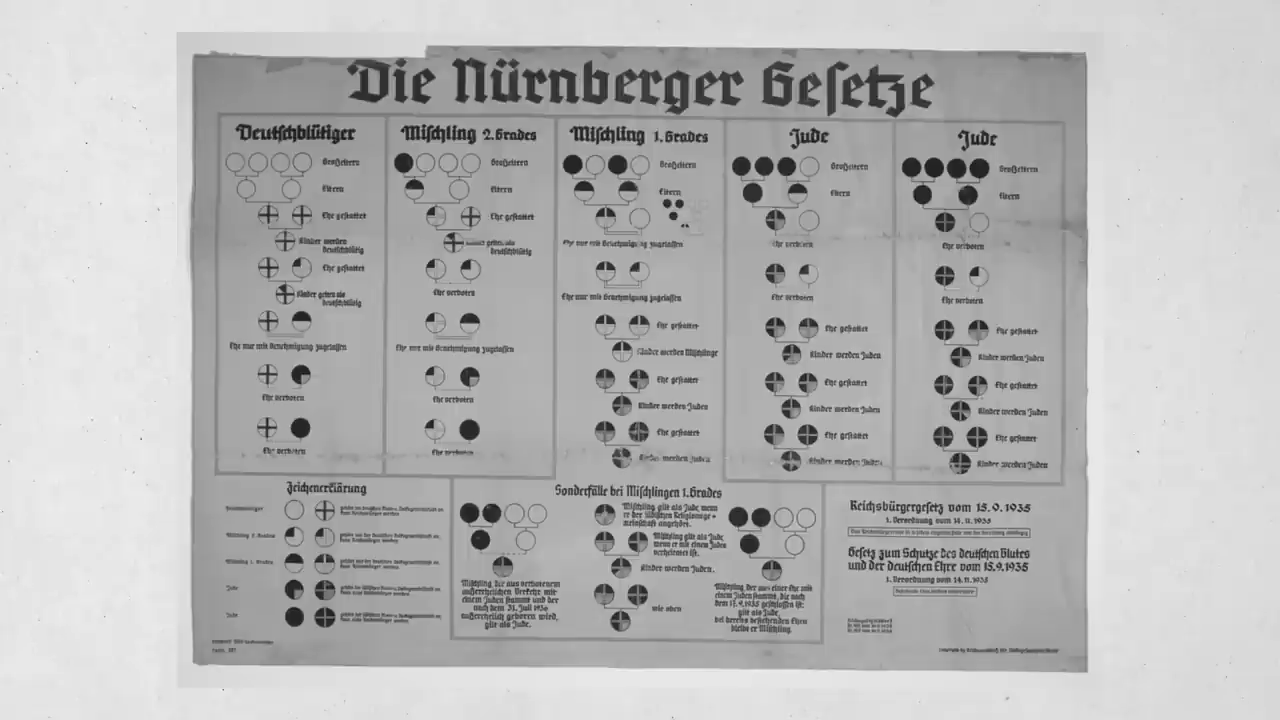 Die Nürnberger Gesetze
Deutschblütiger
Großeltern
Eltern
Ehe gestattet
Kinder werden
deutschblütig
Ehe gestattet
Kinder gelten als
deutschblütig
Ehe nur mit Genehmigung zugelassen
Ehe verboten
Ehe verboten
Mischling 2. Grades
Großeltern
Eltern
Ehe gestattet
gelten als
deutschblütig
Ehe verboten
Ehe nur mit Genehmigung zugelassen
Ehe verboten
Ehe verboten
Mischling 1. Grades
Großeltern
Eltern
Ehe nur mit Genehmigung zugelassen
Ehe nur mit Genehmigung zugelassen
Ehe gestattet
Kinder werden Mischlinge
Ehe gestattet
Kinder werden Juden
Ehe gestattet
Kinder werden Juden
Jude
Großeltern
Eltern
Ehe verboten
Ehe verboten
Ehe gestattet
Kinder werden Juden
Ehe gestattet
Kinder werden Juden
Ehe gestattet
Kinder werden Juden
Jude
Großeltern
Eltern
Ehe verboten
Ehe verboten
Ehe gestattet
Kinder werden Juden
Ehe gestattet
Kinder werden Juden
Ehe gestattet
Kinder werden Juden
Zeichenerklärung
Mischling 2. Grades
Mischling 1. Grades
Jude
Jude
Sonderfälle bei Mischlingen 1. Grades
Mischling der aus verbotenem
außerehelichen Verkehr mit
einem Juden stammt und der
nach dem 31. Juli 1936
außerehelich geboren wird,
gilt als Jude.
Mischling gilt als Jude, wenn
er der jüdischen Religionsge-
meinschaft angehört.
Mischling gilt als Jude
wenn er mit einem Juden
verheiratet ist.
Kinder werden Juden.
wie oben
Mischling der aus einer Ehe mit
einem Juden stammt, die nach
dem 17.9.1935 geschlossen ist:
gilt als Jude,
bei bereits bestehenden Ehen
bleibt er Mischling.
Reichsbürgergesetz vom 15.9.1935
1. Verordnung vom 14.11.1935
Gesetz zum Schutze des deutschen Blutes
und der deutschen Ehre vom 15.9.1935
1. Verordnung vom 14.11.1935